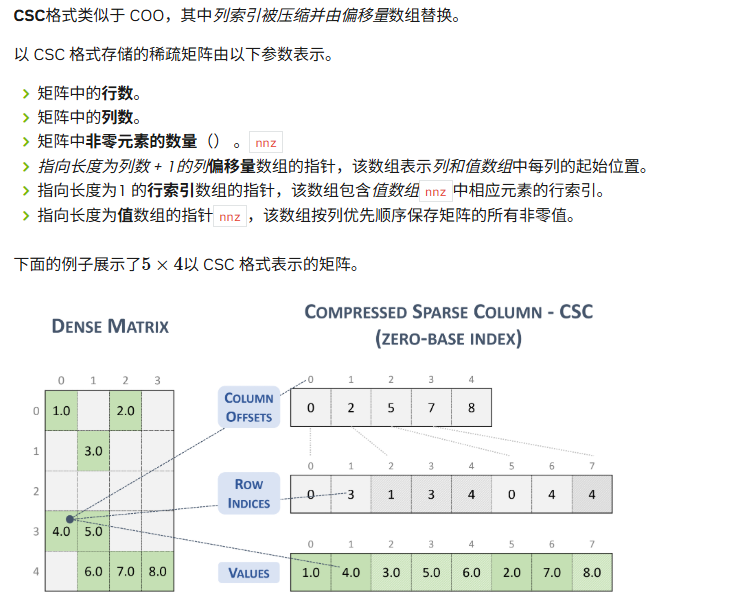 CSC格式类似于 COO，其中列索引被压缩并由偏移量数组替换。
以 CSC 格式存储的稀疏矩阵由以下参数表示。
矩阵中的行数。
矩阵中的列数。
矩阵中非零元素的数量（） 。 nnz
指向长度为列数 + 1的列偏移量数组的指针，该数组表示列和值数组中每列的起始位置。
指向长度为1 的行索引数组的指针，该数组包含值数组 nnz 中相应元素的行索引。
指向长度为值数组的指针 nnz ，该数组按列优先顺序保存矩阵的所有非零值。
下面的例子展示了5 × 4以 CSC 格式表示的矩阵。
DENSE MATRIX
0 1 2 3
0 1.0 2.0
1 3.0
2
3 4.0 5.0
4 6.0 7.0 8.0
COMPRESSED SPARSE COLUMN - CSC
(ZERO-BASE INDEX)
0 1 2 3 4
COLUMN
OFFSETS
0 2 5 7 8
0 1 2 3 4 5 6 7
ROW
INDICES
0 3 1 3 4 0 4 4
0 1 2 3 4 5 6 7
VALUES
1.0 4.0 3.0 5.0 6.0 2.0 7.0 8.0